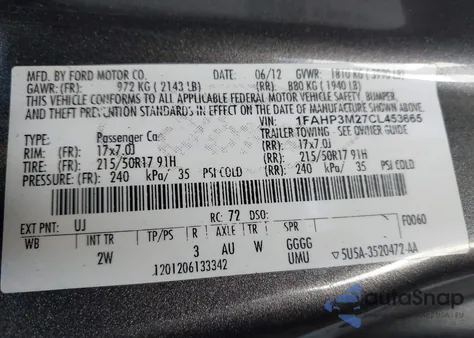 MFD. BY FORD MOTOR CO. DATE: 06/12 GVWR:
GAWR: (FR): 972 KG ( 2143 LB) (RR): 880 KG ( 1940 LB)
THIS VEHICLE CONFORMS TO ALL APPLICABLE FEDERAL MOTOR VEHICLE SAFETY, BUMPER,
AND THEFT PREVENTION STANDARDS IN EFFECT ON THE DATE OF MANUFACTURE SHOWN ABOVE.
VIN: 1FAHP3M27CL453665
TYPE: Passenger Car
RIM: (FR): 17x7.0J TRAILER (RR): 17x7.0J
TIRE: (FR): 215/50R17 91H (RR): 215/50R17 91H
PRESSURE: (FR): 240 kPa/ 35 PSI COLD (RR): 240 kPa/ 35 PSI COLD
EXT PNT: UJ RC: 72 DSO: F0060
WB INT TR TP/PS R AXLE TR SPR
2W 3 AU W GGGG
UMU
1201206133342 5U5A-3520472-AA
autoSnap